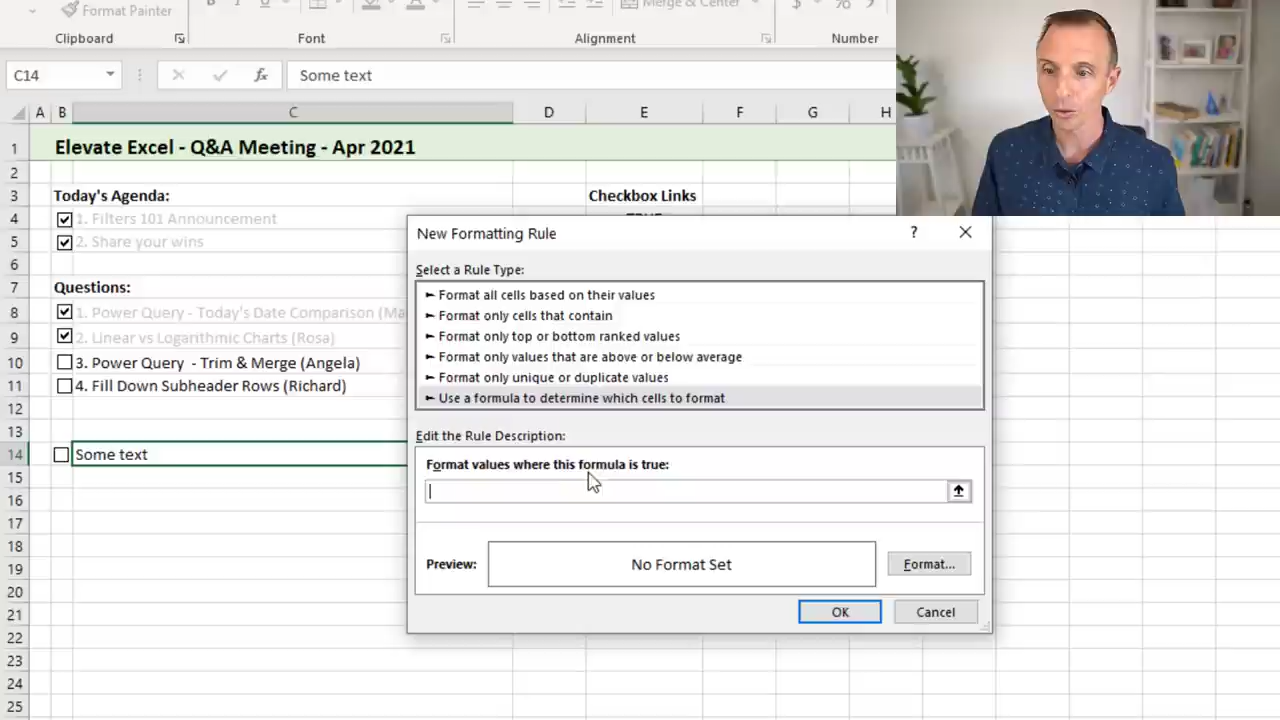 Format Painter
Merge & Center
$
%
Clipboard
Font
Alignment
Number
C14
fx
Some text
A B C D E F G H
1 Elevate Excel - Q&A Meeting - Apr 2021
2
3 Today's Agenda: Checkbox Links
4 1. Filters 101 Announcement TRUE
5 2. Share your wins
6
7 Questions:
8 1. Power Query - Today's Date Comparison (Ma
9 2. Linear vs Logarithmic Charts (Rosa)
10 3. Power Query - Trim & Merge (Angela)
11 4. Fill Down Subheader Rows (Richard)
12
13
14 Some text
15
16
17
18
19
20
21
22
23
24
25
New Formatting Rule ?
Select a Rule Type:
► Format all cells based on their values
► Format only cells that contain
► Format only top or bottom ranked values
► Format only values that are above or below average
► Format only unique or duplicate values
► Use a formula to determine which cells to format
Edit the Rule Description:
Format values where this formula is true:
Preview:
No Format Set
Format...
OK
Cancel